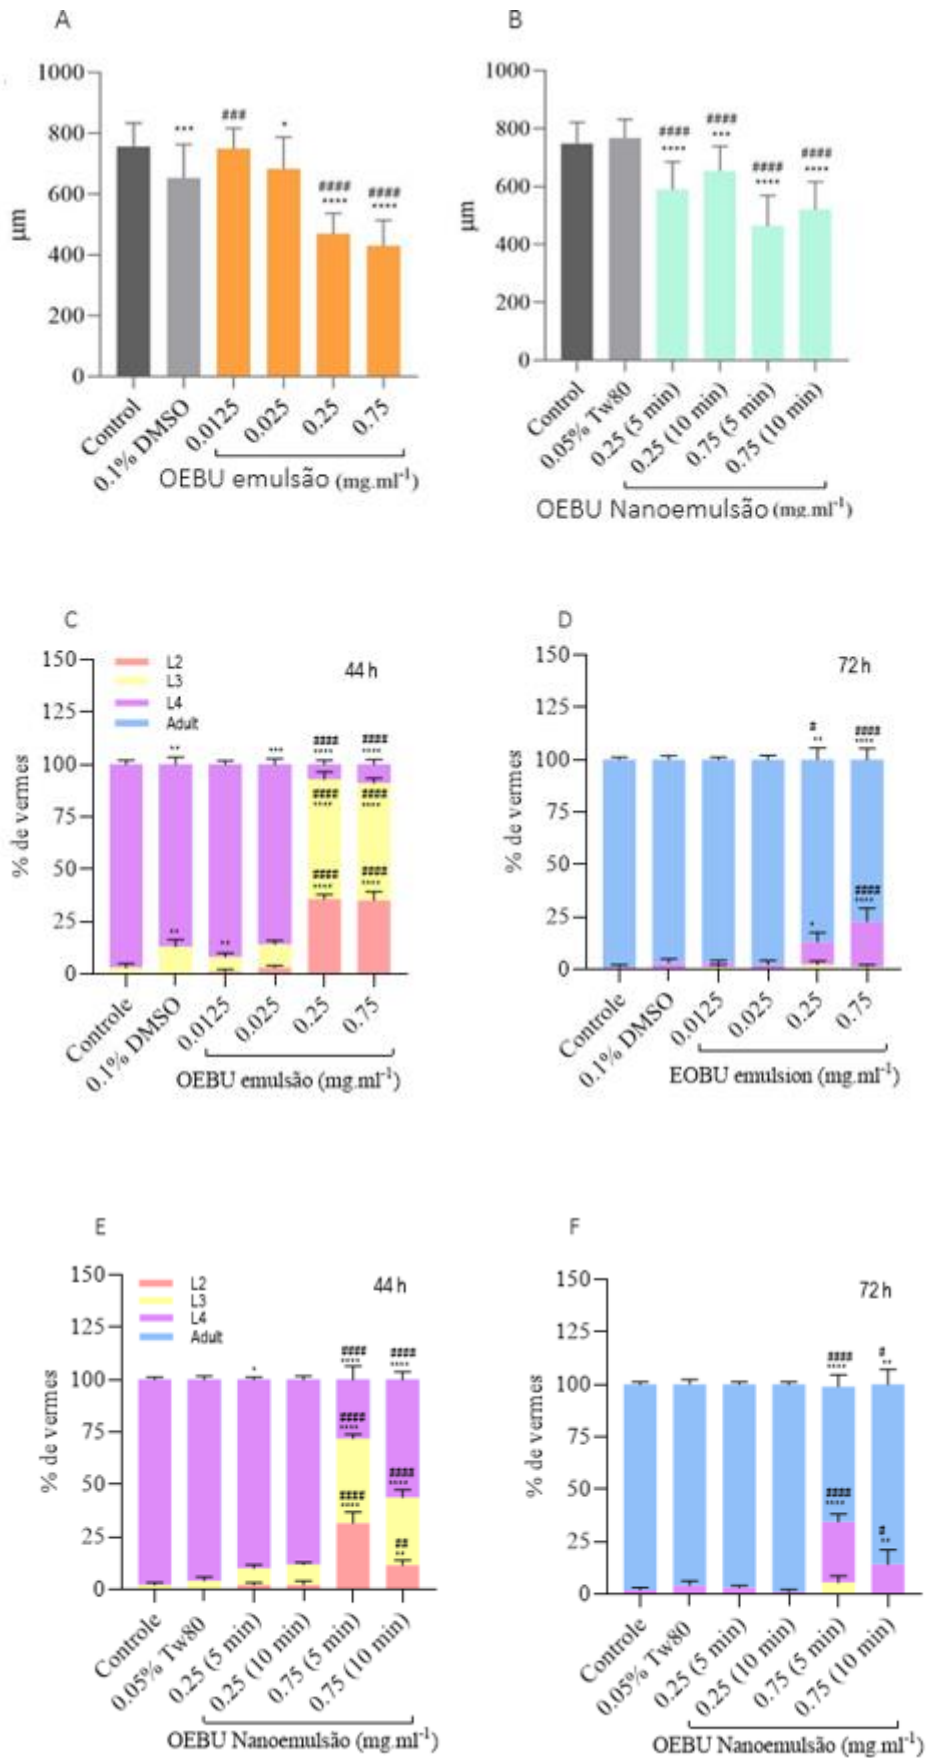 A
1000
800
600
400
200
0
µm
***
###
*
####
****
####
****
Control
0.1% DMSO
0.0125
0.025
0.25
0.75
OEBU emulsão (mg.ml⁻¹)
B
1000
800
600
400
200
0
µm
####
****
####
***
####
****
####
****
Control
0.05% Tw80
0.25 (5 min)
0.25 (10 min)
0.75 (5 min)
0.75 (10 min)
OEBU Nanoemulsão (mg.ml⁻¹)
C
150
125
100
75
50
25
0
% de vermes
L2
L3
L4
Adult
44 h
**
***
####
****
####
****
####
****
####
****
**
**
####
****
####
****
Controle
0.1% DMSO
0.0125
0.025
0.25
0.75
OEBU emulsão (mg.ml⁻¹)
D
150
125
100
75
50
25
0
% de vermes
72 h
#
**
####
****
*
####
****
Controle
0.1% DMSO
0.0125
0.025
0.25
0.75
EOBU emulsion (mg.ml⁻¹)
E
150
125
100
75
50
25
0
% de vermes
L2
L3
L4
Adult
44 h
*
####
****
####
****
####
****
####
****
####
****
##
**
Controle
0.05% Tw80
0.25 (5 min)
0.25 (10 min)
0.75 (5 min)
0.75 (10 min)
OEBU Nanoemulsão (mg.ml⁻¹)
F
150
125
100
75
50
25
0
% de vermes
72 h
####
****
#
**
####
****
#
**
Controle
0.05% Tw80
0.25 (5 min)
0.25 (10 min)
0.75 (5 min)
0.75 (10 min)
OEBU Nanoemulsão (mg.ml⁻¹)